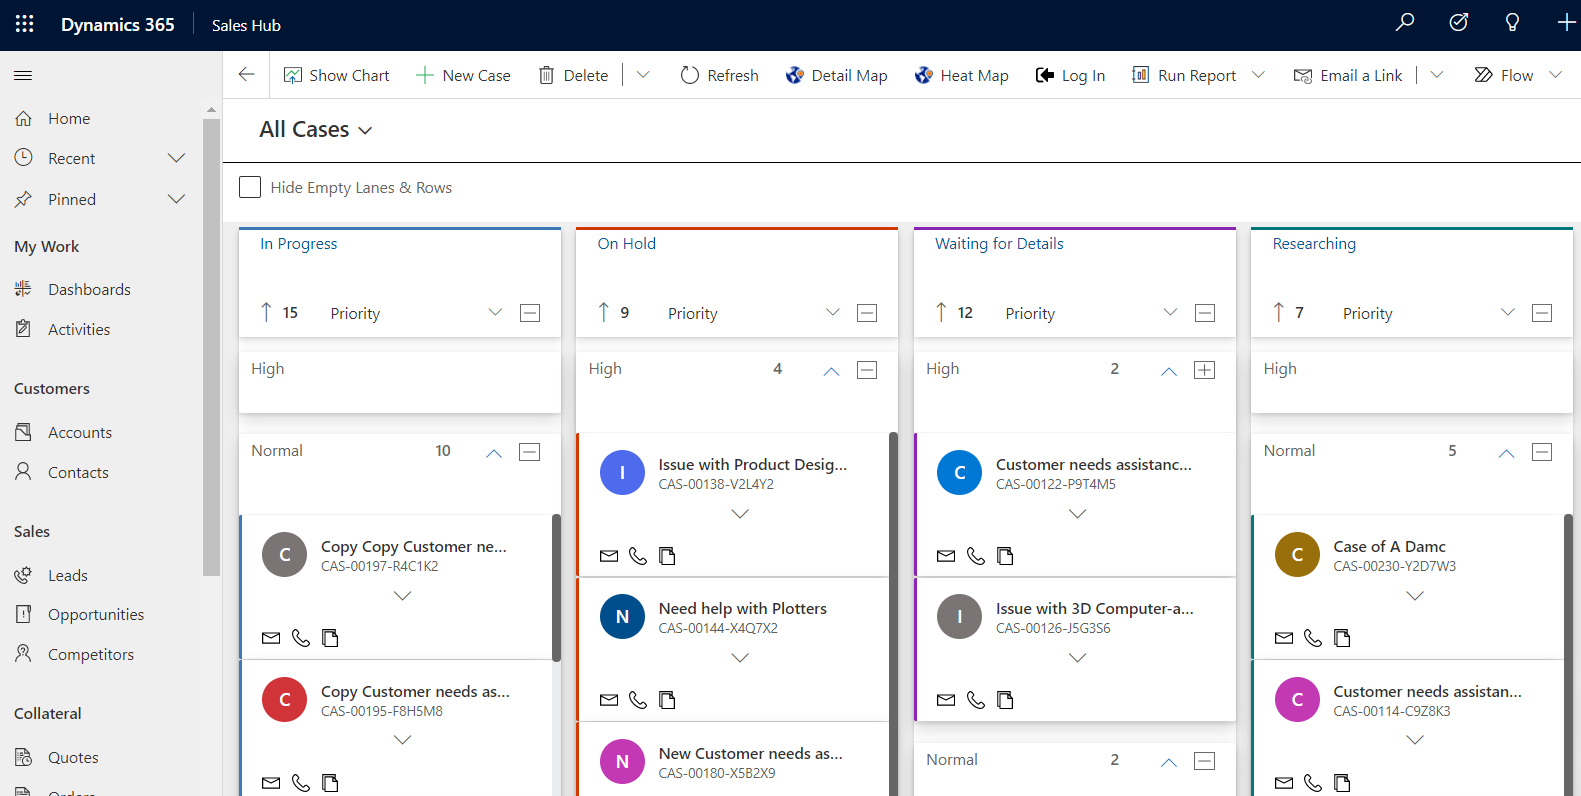 Dynamics 365 Sales Hub
Show Chart New Case Delete Refresh Detail Map Heat Map Log In Run Report Email a Link Flow
Home
Recent
Pinned
My Work
Dashboards
Activities
Customers
Accounts
Contacts
Sales
Leads
Opportunities
Competitors
Collateral
Quotes
Orders
All Cases
Hide Empty Lanes & Rows
In Progress
15 Priority
High
Normal 10
C
Copy Copy Customer ne...
CAS-00197-R4C1K2
C
Copy Customer needs as...
CAS-00195-F8H5M8
On Hold
9 Priority
High 4
I
Issue with Product Desig...
CAS-00138-V2L4Y2
N
Need help with Plotters
CAS-00144-X4Q7X2
N
New Customer needs as...
CAS-00180-X5B2X9
Waiting for Details
12 Priority
High 2
C
Customer needs assistanc...
CAS-00122-P9T4M5
I
Issue with 3D Computer-a...
CAS-00126-J5G3S6
Normal 2
Researching
7 Priority
High
Normal 5
C
Case of A Damc
CAS-00230-Y2D7W3
C
Customer needs assistan...
CAS-00114-C9Z8K3